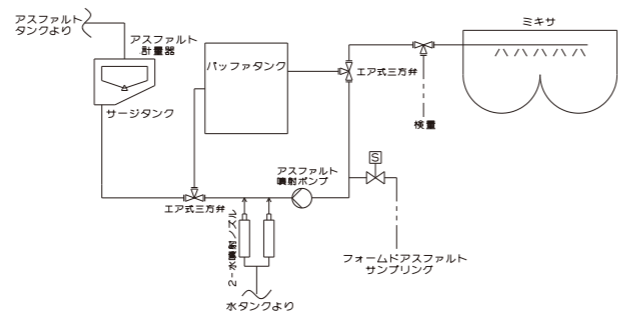 アスファルト
タンクより
アスファルト
計量器
サージタンク
バッファタンク
エア式三方弁
ミキサ
検量
アスファルト
噴射ポンプ
S
エア式三方弁
2-水噴射ノズル
水タンクより
フォームドアスファルト
サンプリング